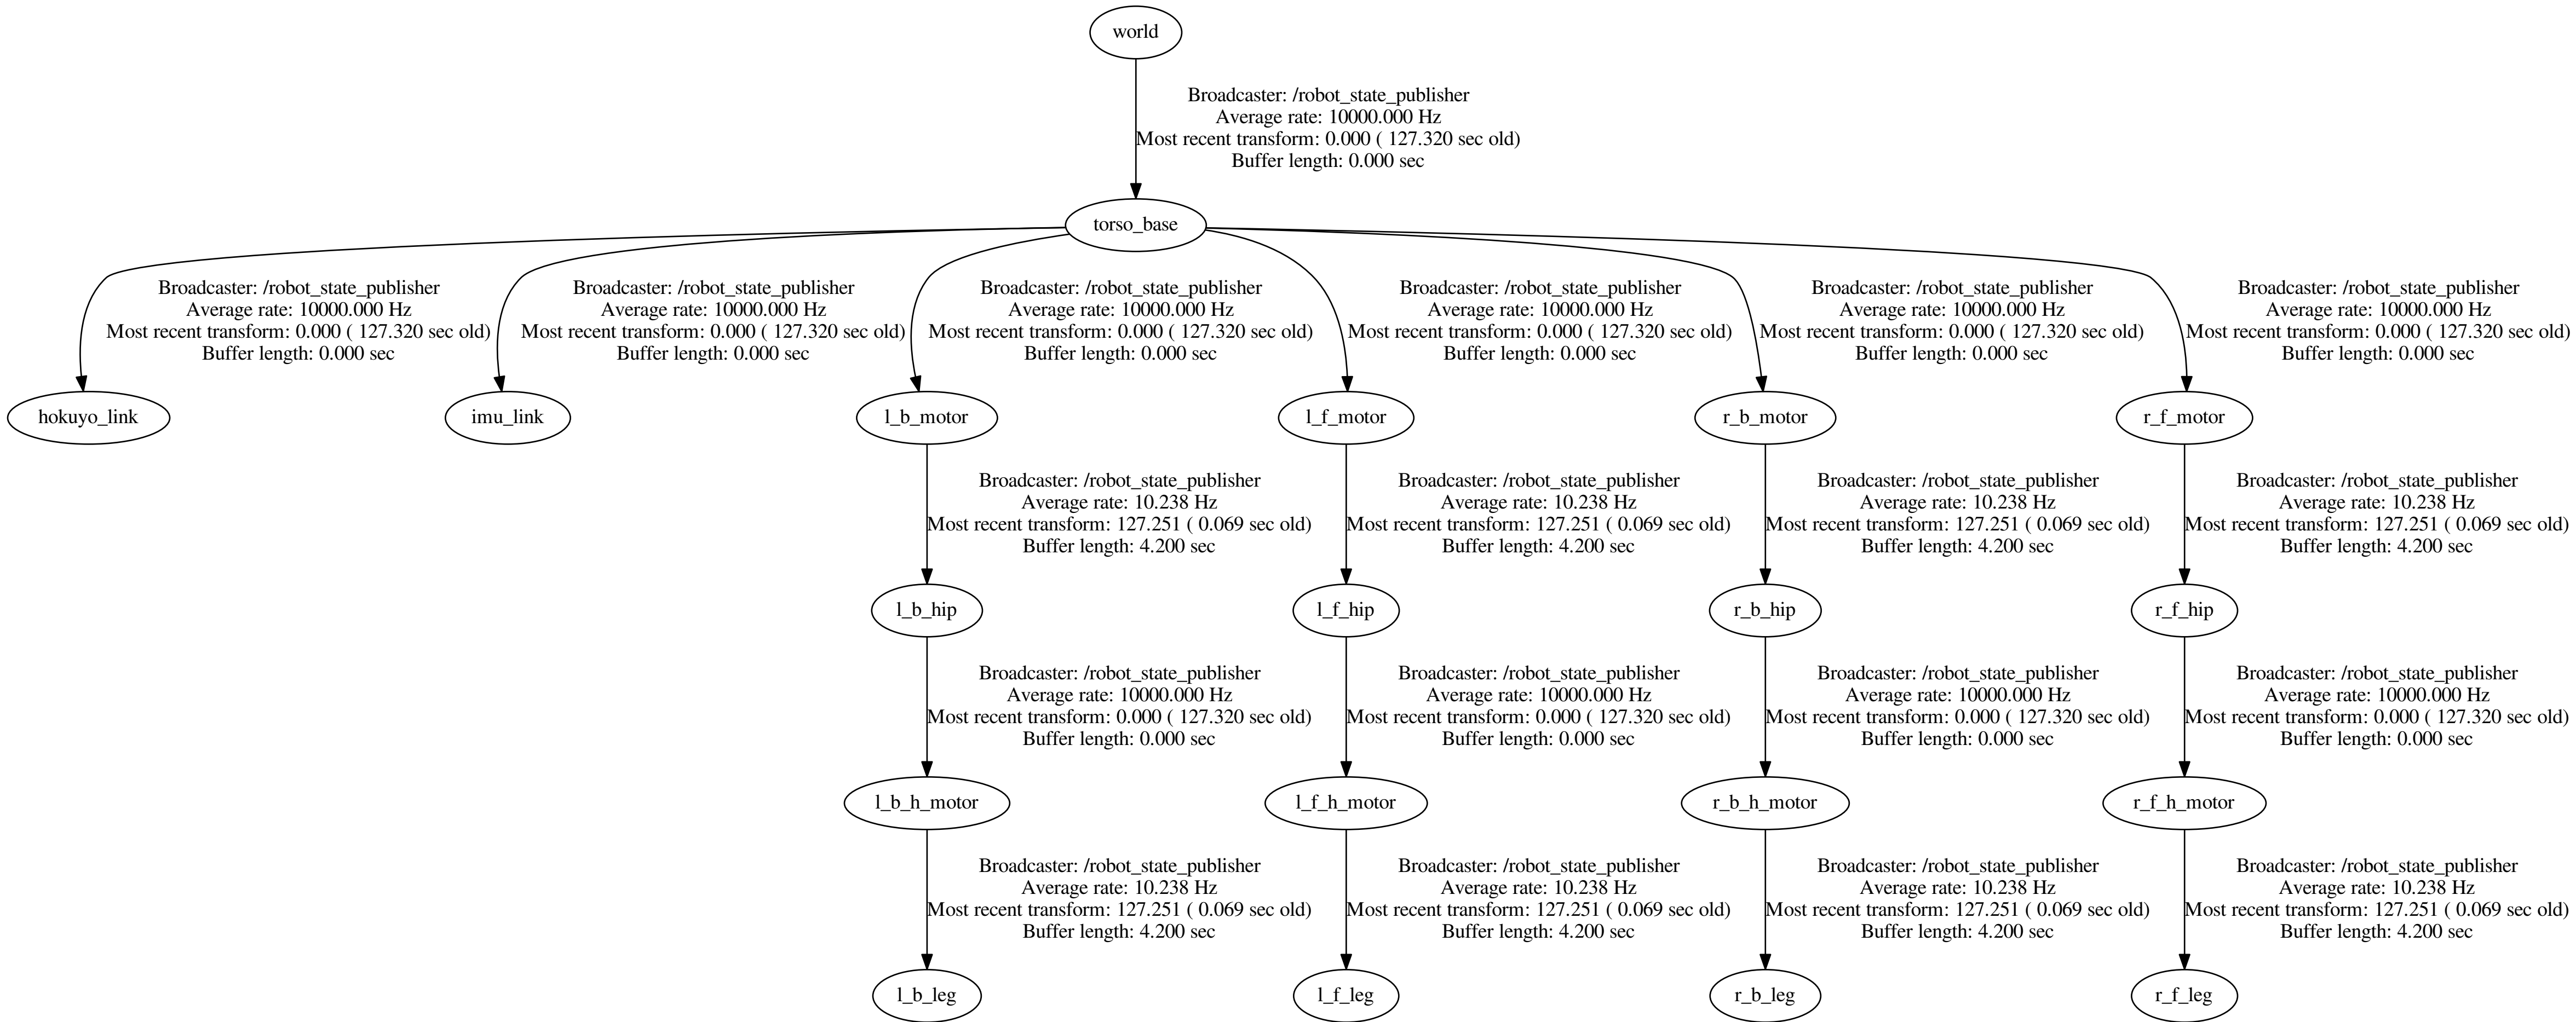 world
Broadcaster: /robot_state_publisher
Average rate: 10000.000 Hz
Most recent transform: 0.000 ( 127.320 sec old)
Buffer length: 0.000 sec
torso_base
Broadcaster: /robot_state_publisher
Average rate: 10000.000 Hz
Most recent transform: 0.000 ( 127.320 sec old)
Buffer length: 0.000 sec
Broadcaster: /robot_state_publisher
Average rate: 10000.000 Hz
Most recent transform: 0.000 ( 127.320 sec old)
Buffer length: 0.000 sec
Broadcaster: /robot_state_publisher
Average rate: 10000.000 Hz
Most recent transform: 0.000 ( 127.320 sec old)
Buffer length: 0.000 sec
Broadcaster: /robot_state_publisher
Average rate: 10000.000 Hz
Most recent transform: 0.000 ( 127.320 sec old)
Buffer length: 0.000 sec
Broadcaster: /robot_state_publisher
Average rate: 10000.000 Hz
Most recent transform: 0.000 ( 127.320 sec old)
Buffer length: 0.000 sec
Broadcaster: /robot_state_publisher
Average rate: 10000.000 Hz
Most recent transform: 0.000 ( 127.320 sec old)
Buffer length: 0.000 sec
hokuyo_link
imu_link
l_b_motor
l_f_motor
r_b_motor
r_f_motor
Broadcaster: /robot_state_publisher
Average rate: 10.238 Hz
Most recent transform: 127.251 ( 0.069 sec old)
Buffer length: 4.200 sec
Broadcaster: /robot_state_publisher
Average rate: 10.238 Hz
Most recent transform: 127.251 ( 0.069 sec old)
Buffer length: 4.200 sec
Broadcaster: /robot_state_publisher
Average rate: 10.238 Hz
Most recent transform: 127.251 ( 0.069 sec old)
Buffer length: 4.200 sec
Broadcaster: /robot_state_publisher
Average rate: 10.238 Hz
Most recent transform: 127.251 ( 0.069 sec old)
Buffer length: 4.200 sec
l_b_hip
l_f_hip
r_b_hip
r_f_hip
Broadcaster: /robot_state_publisher
Average rate: 10000.000 Hz
Most recent transform: 0.000 ( 127.320 sec old)
Buffer length: 0.000 sec
Broadcaster: /robot_state_publisher
Average rate: 10000.000 Hz
Most recent transform: 0.000 ( 127.320 sec old)
Buffer length: 0.000 sec
Broadcaster: /robot_state_publisher
Average rate: 10000.000 Hz
Most recent transform: 0.000 ( 127.320 sec old)
Buffer length: 0.000 sec
Broadcaster: /robot_state_publisher
Average rate: 10000.000 Hz
Most recent transform: 0.000 ( 127.320 sec old)
Buffer length: 0.000 sec
l_b_h_motor
l_f_h_motor
r_b_h_motor
r_f_h_motor
Broadcaster: /robot_state_publisher
Average rate: 10.238 Hz
Most recent transform: 127.251 ( 0.069 sec old)
Buffer length: 4.200 sec
Broadcaster: /robot_state_publisher
Average rate: 10.238 Hz
Most recent transform: 127.251 ( 0.069 sec old)
Buffer length: 4.200 sec
Broadcaster: /robot_state_publisher
Average rate: 10.238 Hz
Most recent transform: 127.251 ( 0.069 sec old)
Buffer length: 4.200 sec
Broadcaster: /robot_state_publisher
Average rate: 10.238 Hz
Most recent transform: 127.251 ( 0.069 sec old)
Buffer length: 4.200 sec
l_b_leg
l_f_leg
r_b_leg
r_f_leg